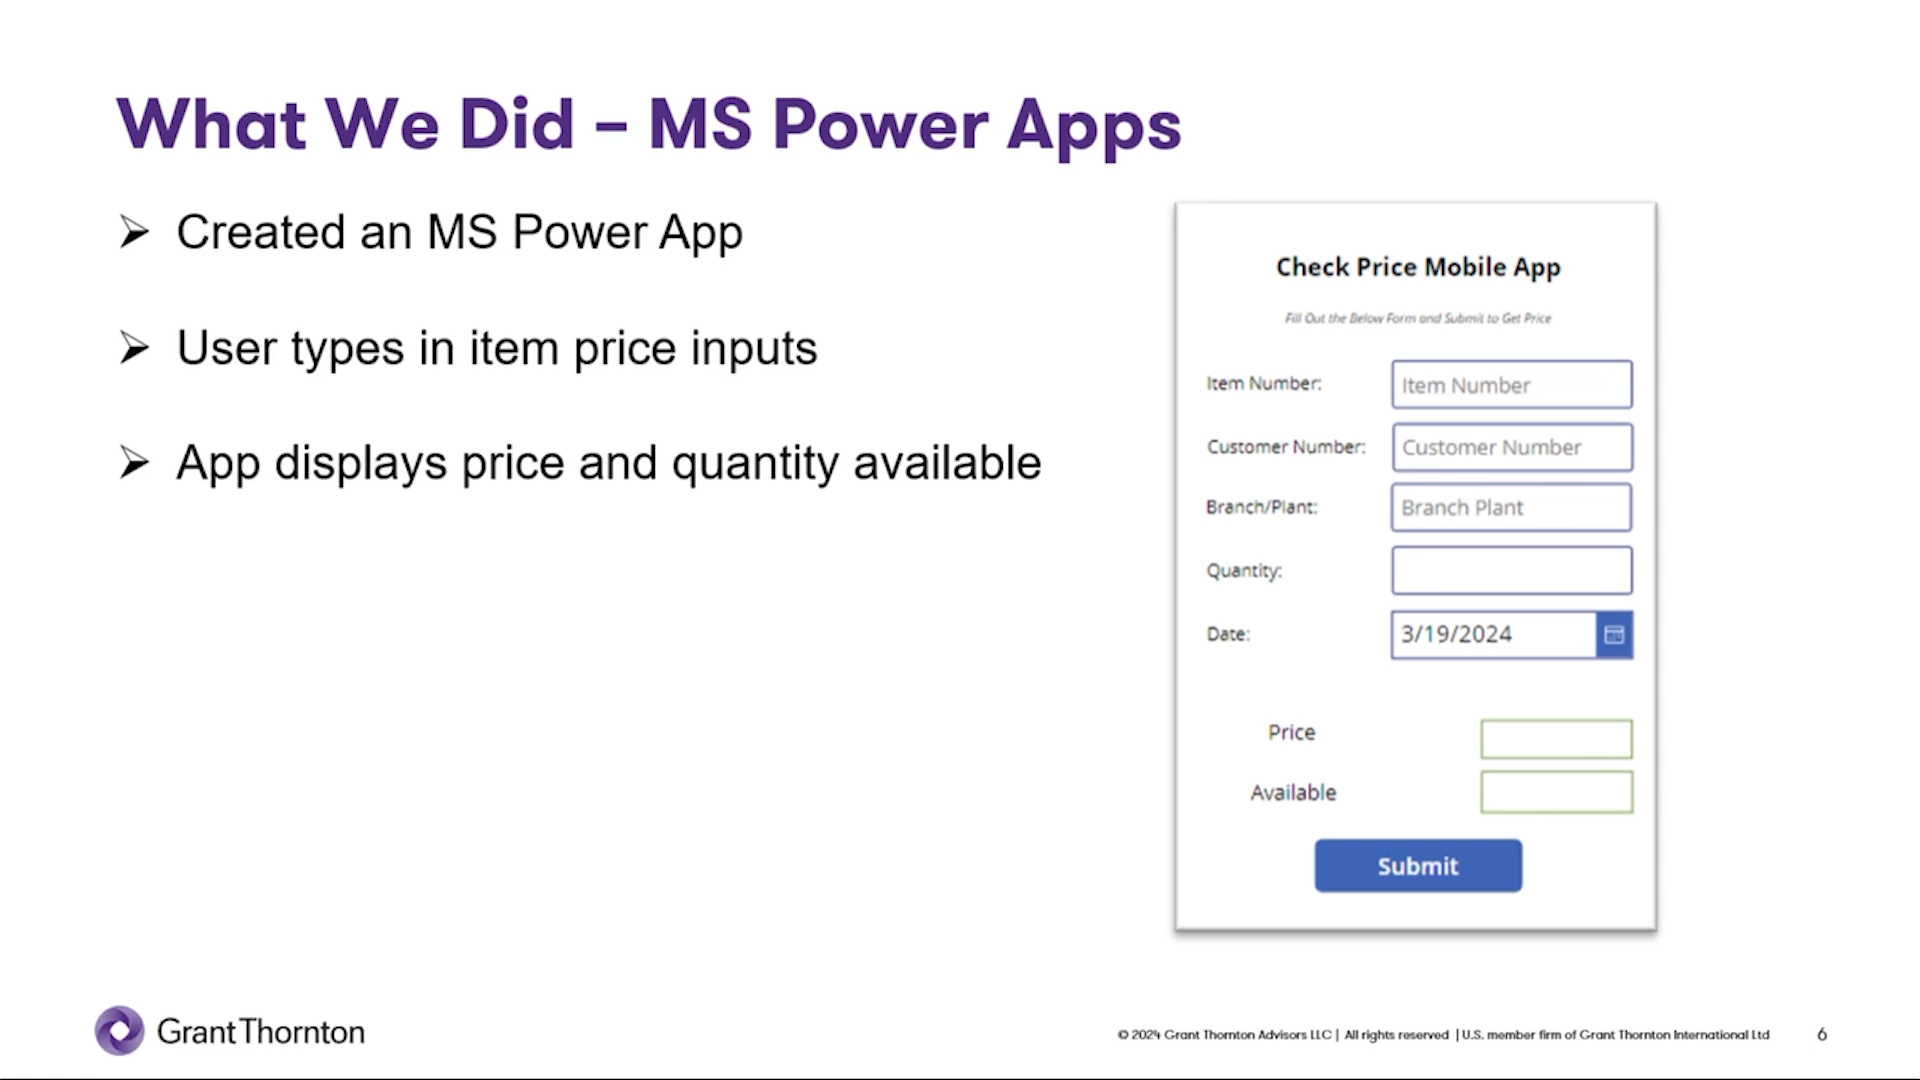 What We Did – MS Power Apps
➢ Created an MS Power App
➢ User types in item price inputs
➢ App displays price and quantity available
Check Price Mobile App
Fill Out the Below Form and Submit to Get Price
Item Number: Item Number
Customer Number: Customer Number
Branch/Plant: Branch Plant
Quantity:
Date: 3/19/2024
Price
Available
Submit
Grant Thornton
© 2024 Grant Thornton Advisors LLC | All rights reserved | U.S. member firm of Grant Thornton International Ltd
6